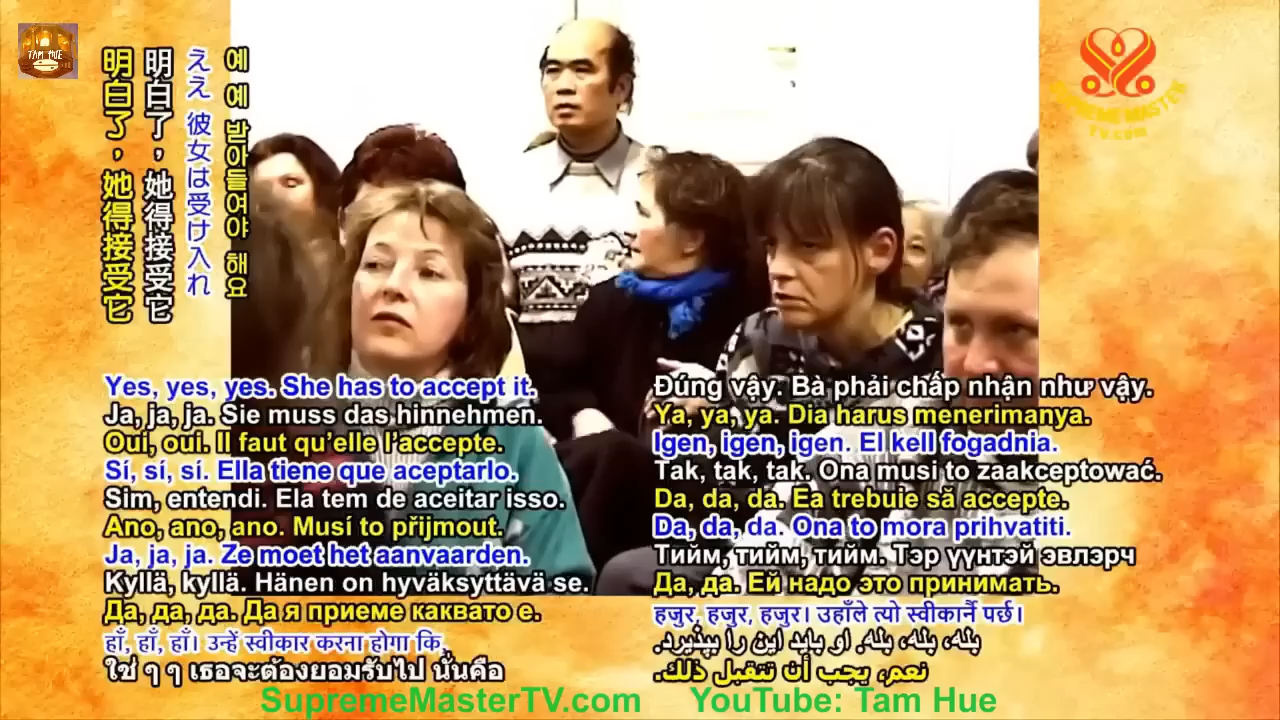 TAM HUE
明白了，她得接受它
明白了，她得接受它
ええ 彼女は受け入れ
예 예 받아들여야 해요
SUPREME MASTER
TV.com
Yes, yes, yes. She has to accept it.
Ja, ja, ja. Sie muss das hinnehmen.
Oui, oui. Il faut qu’elle l’accepte.
Sí, sí, sí. Ella tiene que aceptarlo.
Sim, entendi. Ela tem de aceitar isso.
Ano, ano, ano. Musí to přijmout.
Ja, ja, ja. Ze moet het aanvaarden.
Kyllä, kyllä. Hänen on hyväksyttävä se.
Да, да, да. Да я приеме каквато е.
हाँ, हाँ, हाँ। उन्हें स्वीकार करना होगा कि,
ใช่ ๆ ๆ เธอจะต้องยอมรับไป นั่นคือ
Đúng vậy. Bà phải chấp nhận như vậy.
Ya, ya, ya. Dia harus menerimanya.
Igen, igen, igen. El kell fogadnia.
Tak, tak, tak. Ona musi to zaakceptować.
Da, da, da. Ea trebuie să accepte.
Da, da, da. Ona to mora prihvatiti.
Тийм, тийм, тийм. Тэр үүнтэй эвлэрч
Да, да. Ей надо это принимать.
हजुर, हजुर, हजुर। उहाँले त्यो स्वीकार्नै पर्छ।
بله، بله، بله. او باید این را بپذیرد.
نعم، يجب أن تتقبل ذلك.
SupremeMasterTV.com
YouTube: Tam Hue